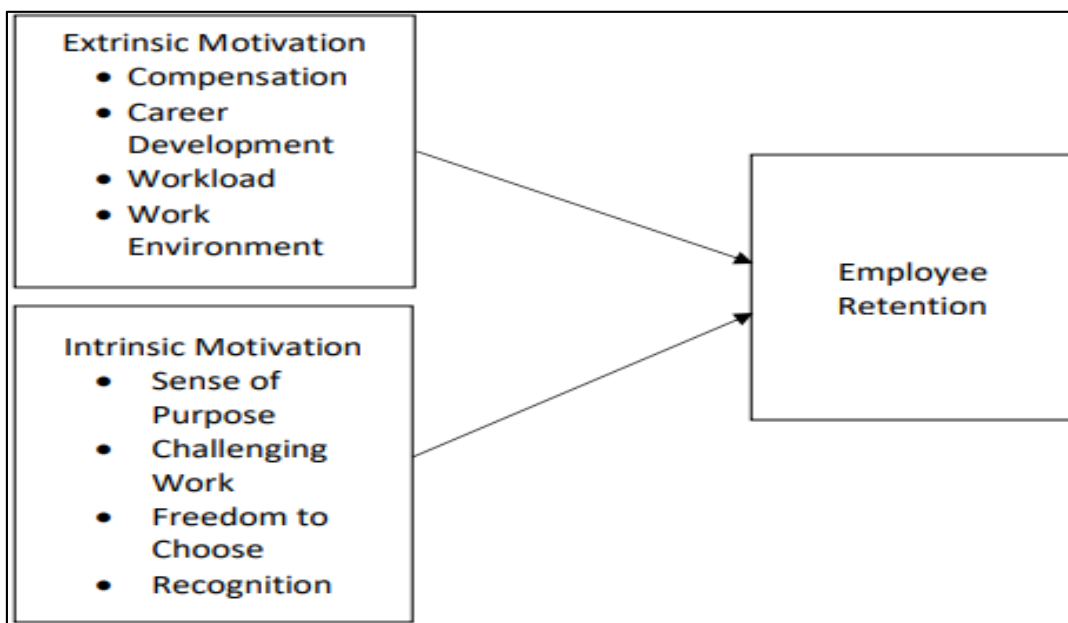 Extrinsic Motivation
• Compensation
• Career
Development
• Workload
• Work
Environment
Intrinsic Motivation
• Sense of
Purpose
• Challenging
Work
• Freedom to
Choose
• Recognition
Employee
Retention